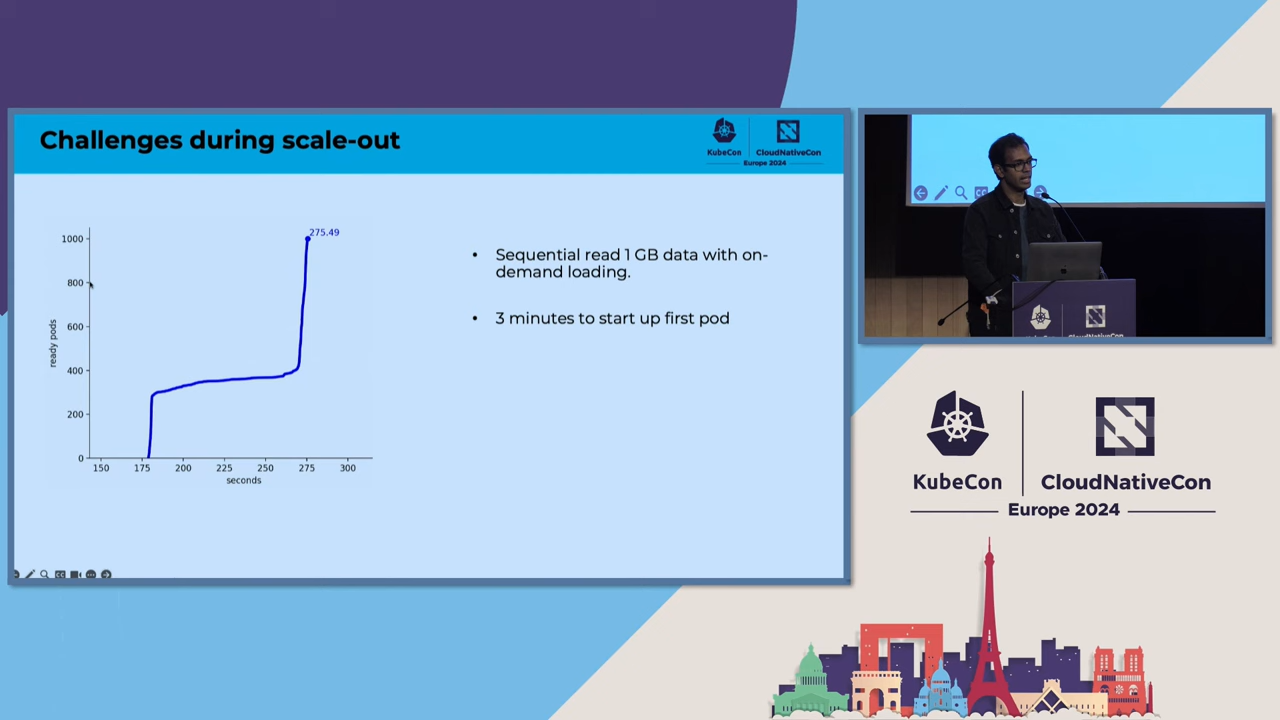 Challenges during scale-out
KubeCon
CloudNativeCon
Europe 2024
1000
800
600
400
200
0
ready pods
275.49
150
175
200
225
250
275
300
seconds
• Sequential read 1 GB data with on-
demand loading.
• 3 minutes to start up first pod
KubeCon
CloudNativeCon
KubeCon
CloudNativeCon
Europe 2024